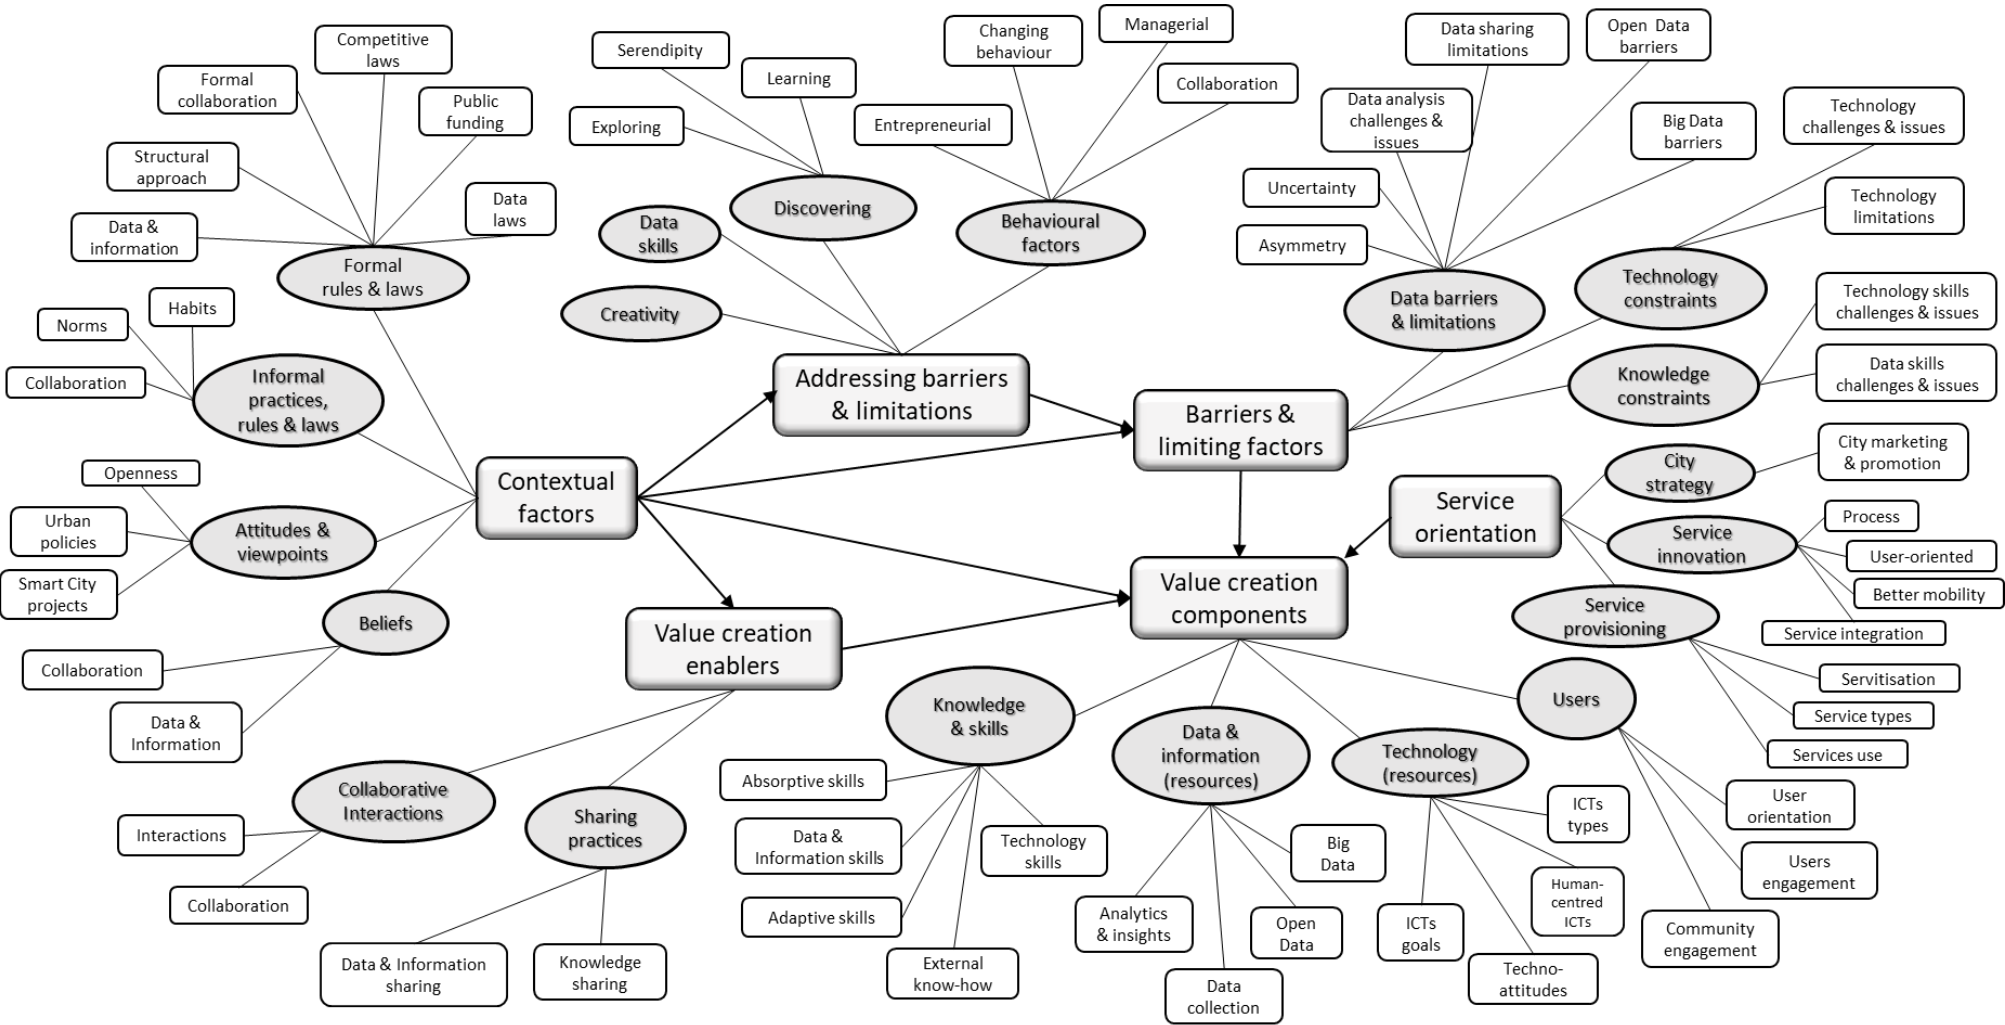 Competitive
laws
Formal
collaboration
Public
funding
Structural
approach
Data
laws
Data &
information
Formal
rules & laws
Habits
Norms
Collaboration
Informal
practices,
rules & laws
Openness
Urban
policies
Smart City
projects
Attitudes &
viewpoints
Beliefs
Collaboration
Data &
Information
Contextual
factors
Serendipity
Learning
Exploring
Discovering
Data
skills
Creativity
Changing
behaviour
Managerial
Collaboration
Entrepreneurial
Behavioural
factors
Addressing barriers
& limitations
Data sharing
limitations
Open Data
barriers
Data analysis
challenges &
issues
Big Data
barriers
Uncertainty
Asymmetry
Data barriers
& limitations
Technology
challenges & issues
Technology
limitations
Technology
constraints
Technology skills
challenges & issues
Data skills
challenges & issues
Knowledge
constraints
Barriers &
limiting factors
Service
orientation
City
strategy
City marketing
& promotion
Service
innovation
Process
User-oriented
Better mobility
Service integration
Service
provisioning
Servitisation
Service types
Services use
Value creation
components
Value creation
enablers
Collaborative
Interactions
Interactions
Collaboration
Sharing
practices
Data & Information
sharing
Knowledge
sharing
Knowledge
& skills
Absorptive skills
Data &
Information skills
Adaptive skills
External
know-how
Technology
skills
Data &
information
(resources)
Analytics
& insights
Data
collection
Open
Data
Big
Data
Technology
(resources)
ICTs
types
Human-
centred
ICTs
ICTs
goals
Techno-
attitudes
Users
User
orientation
Users
engagement
Community
engagement